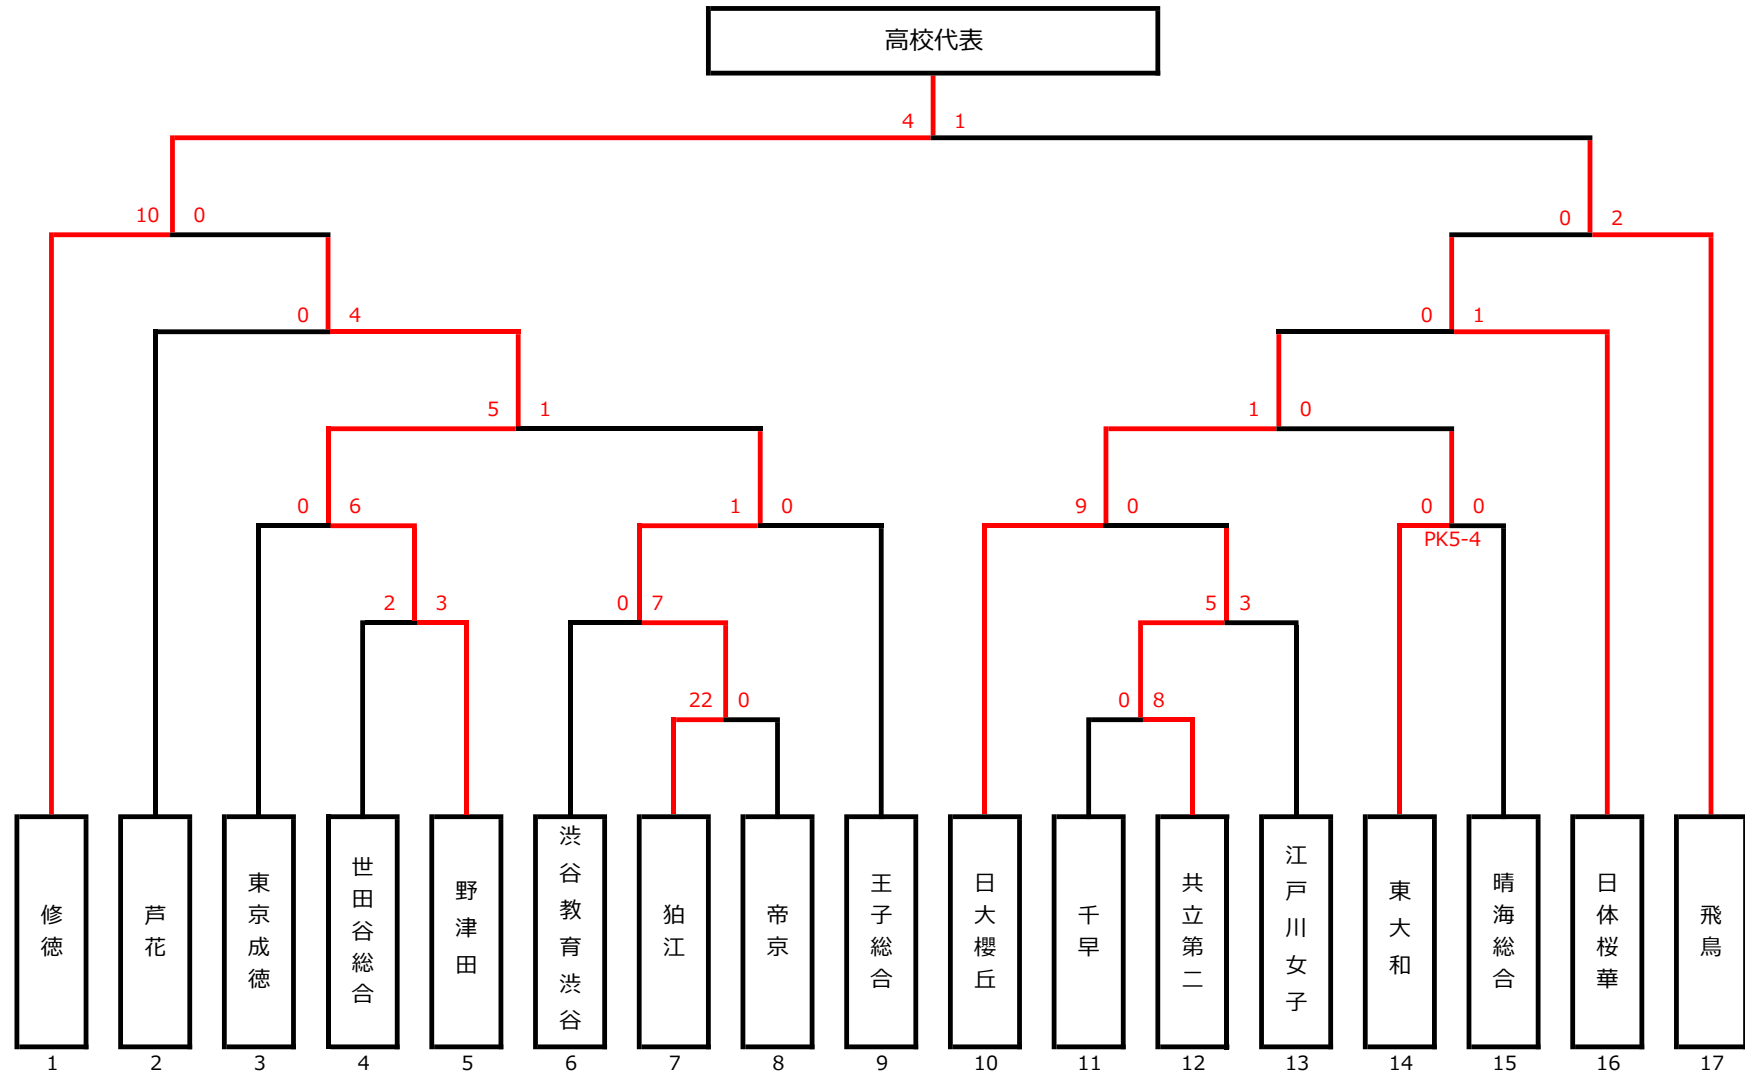 高校代表
4 1
10 0
0 2
0 4
0 1
5 1
1 0
0 6
1 0
9 0
0 0
PK5-4
2 3
0 7
5 3
22 0
0 8
修徳
芦花
東京成徳
世田谷総合
野津田
渋谷教育渋谷
狛江
帝京
王子総合
日大櫻丘
千早
共立第二
江戸川女子
東大和
晴海総合
日体桜華
飛鳥
1 2 3 4 5 6 7 8 9 10 11 12 13 14 15 16 17